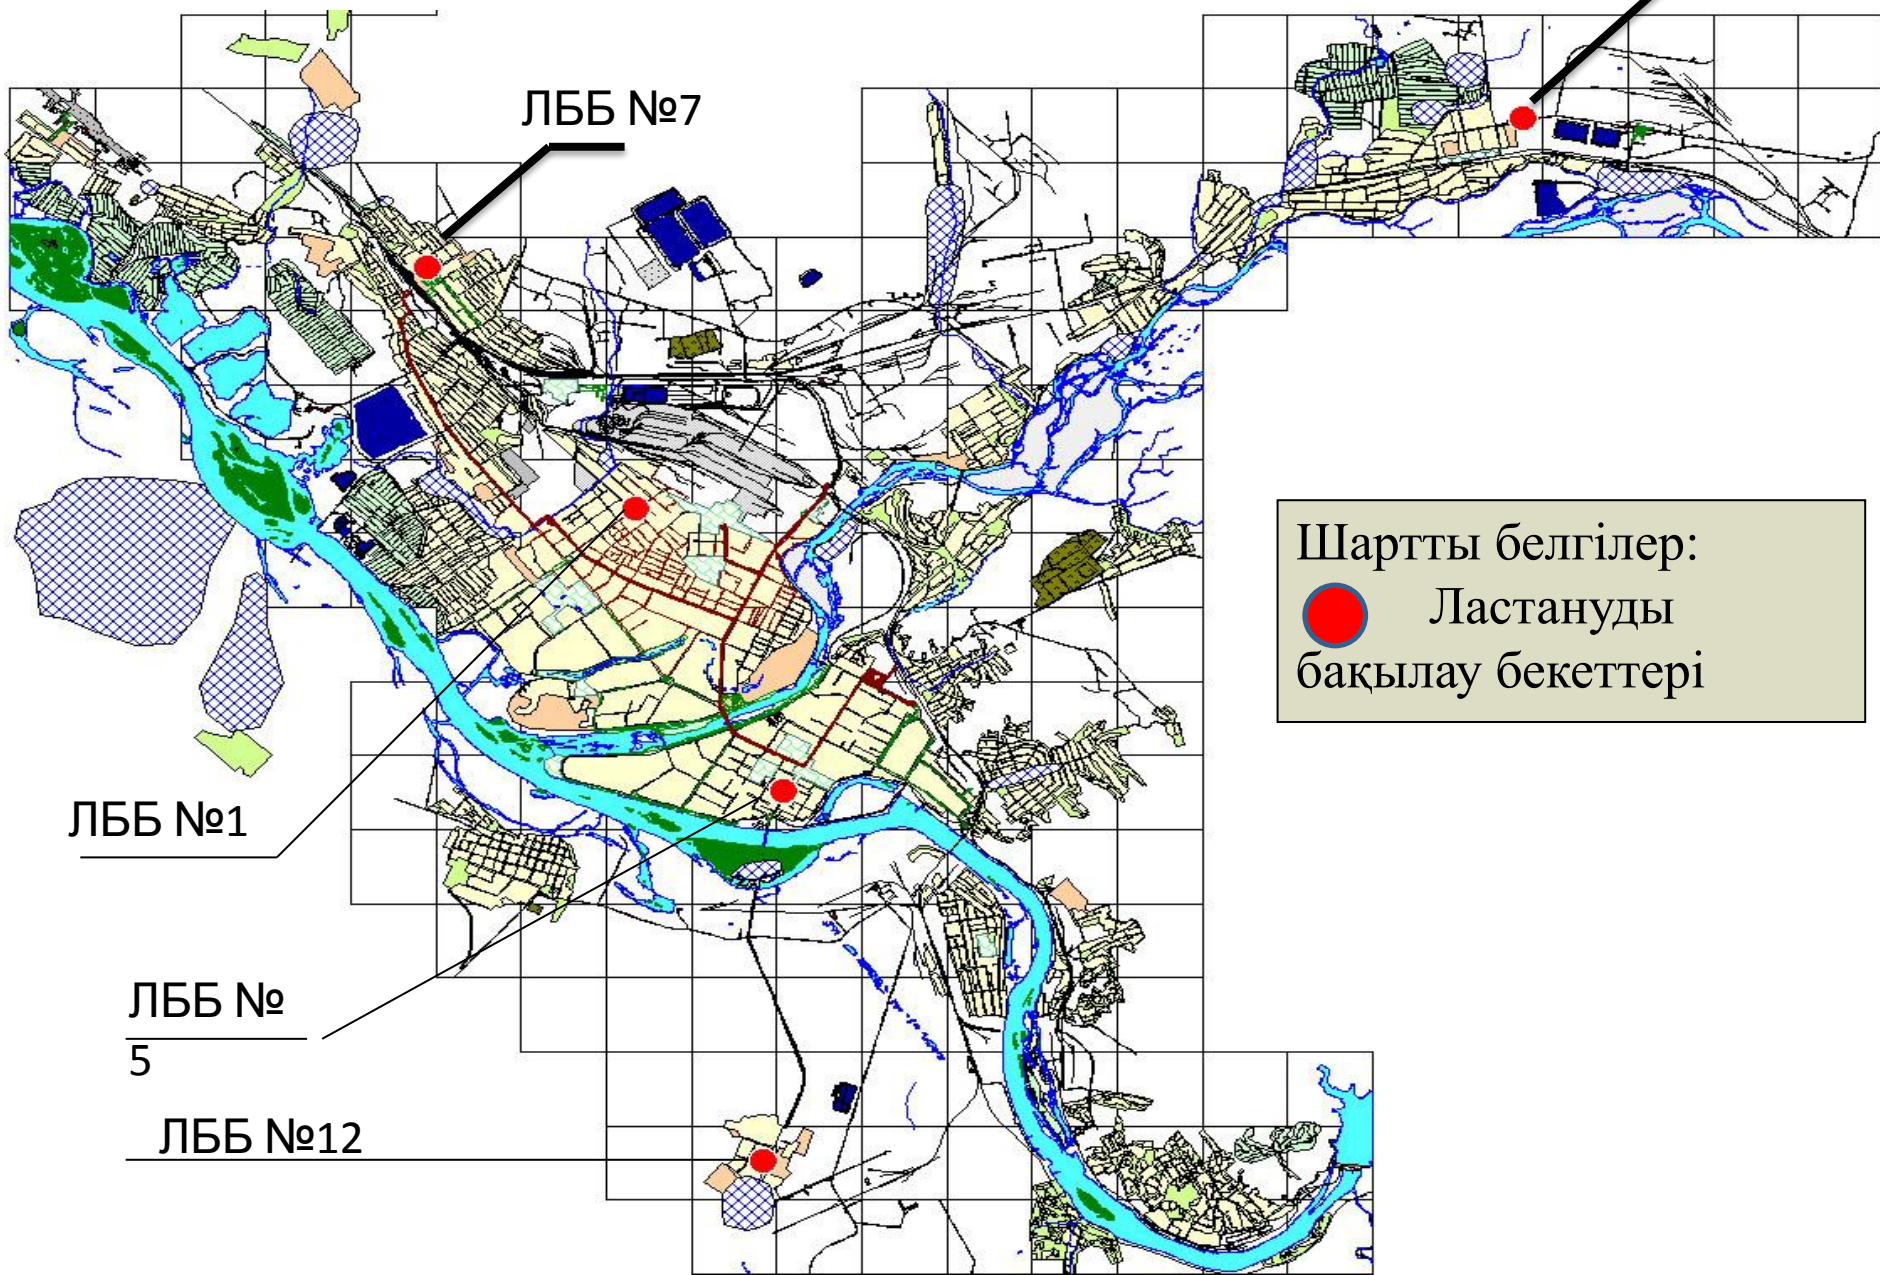 ЛББ №7
Шартты белгілер:
Ластануды
бақылау бекеттері
ЛББ №1
ЛББ №
5
ЛББ №12